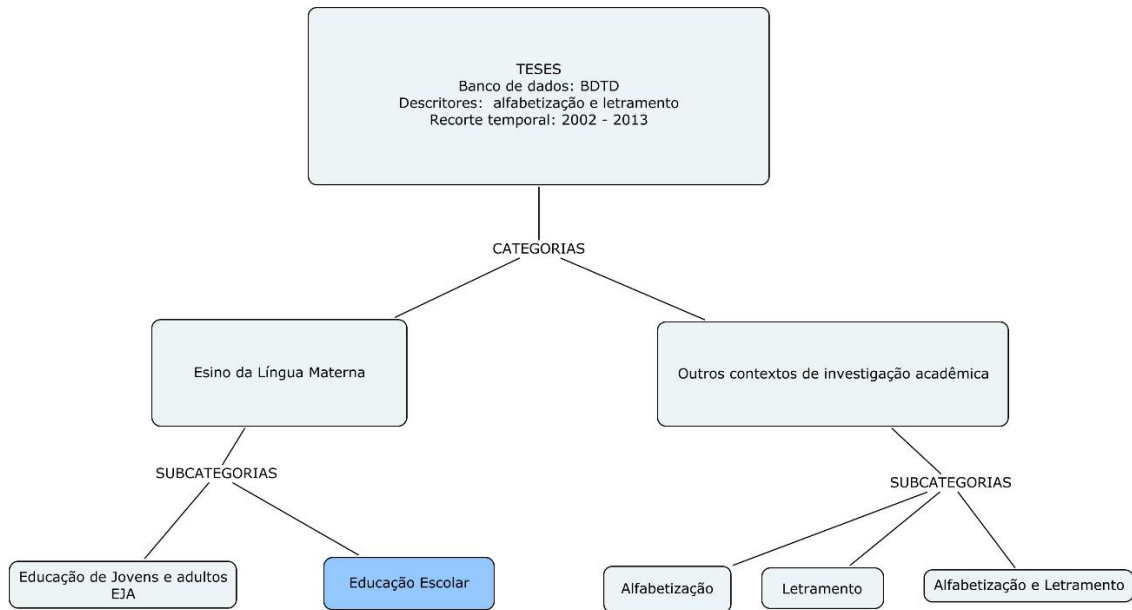 TESES
Banco de dados: BDTD
Descritores: alfabetização e letramento
Recorte temporal: 2002 - 2013
CATEGORIAS
Esino da Língua Materna
Outros contextos de investigação acadêmica
SUBCATEGORIAS
SUBCATEGORIAS
Educação de Jovens e adultos
EJA
Educação Escolar
Alfabetização
Letramento
Alfabetização e Letramento